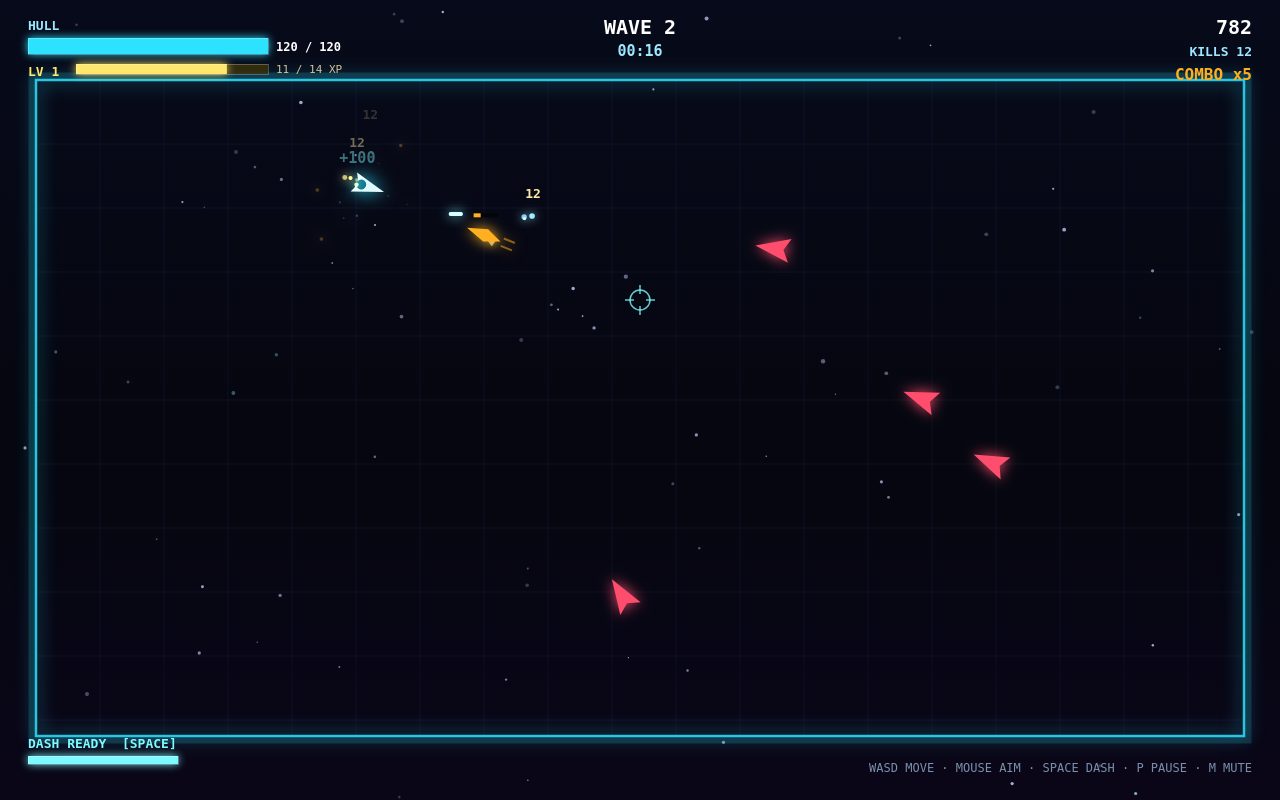 HULL
120 / 120
LV 1
11 / 14 XP
WAVE 2
00:16
782
KILLS 12
COMBO x5
12
12
+100
12
DASH READY [SPACE]
WASD MOVE · MOUSE AIM · SPACE DASH · P PAUSE · M MUTE